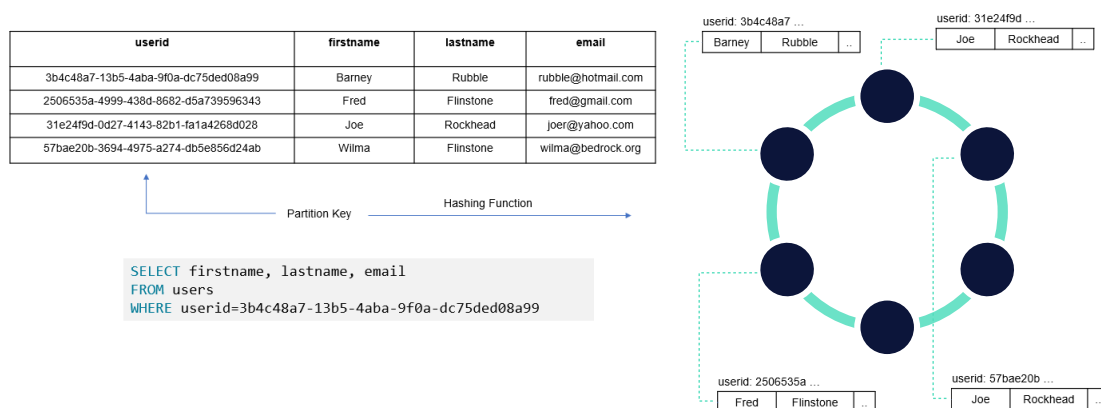 userid firstname lastname email
3b4c48a7-13b5-4aba-9f0a-dc75ded08a99 Barney Rubble rubble@hotmail.com
2506535a-4999-438d-8682-d5a739596343 Fred Flinstone fred@gmail.com
31e24f9d-0d27-4143-82b1-fa1a4268d028 Joe Rockhead joer@yahoo.com
57bae20b-3694-4975-a274-db5e856d24ab Wilma Flinstone wilma@bedrock.org
Partition Key
Hashing Function
SELECT firstname, lastname, email
FROM users
WHERE userid=3b4c48a7-13b5-4aba-9f0a-dc75ded08a99
userid: 3b4c48a7 ...
Barney Rubble ..
userid: 31e24f9d ...
Joe Rockhead ..
userid: 2506535a ...
Fred Flinstone ..
userid: 57bae20b ...
Joe Rockhead ..